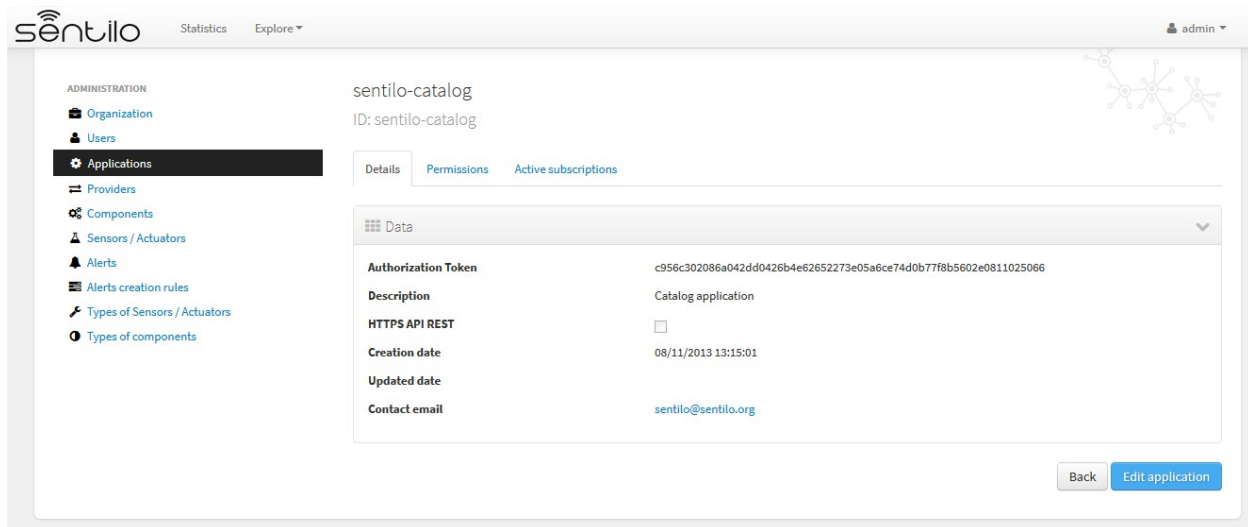 sentilo
Statistics Explore admin
ADMINISTRATION
Organization
Users
Applications
Providers
Components
Sensors / Actuators
Alerts
Alerts creation rules
Types of Sensors / Actuators
Types of components
sentilo-catalog
ID: sentilo-catalog
Details Permissions Active subscriptions
Data
Authorization Token c956c302086a042dd0426b4e62652273e05a6ce74d0b77f8b5602e0811025066
Description Catalog application
HTTPS API REST
Creation date 08/11/2013 13:15:01
Updated date
Contact email sentilo@sentilo.org
Back Edit application